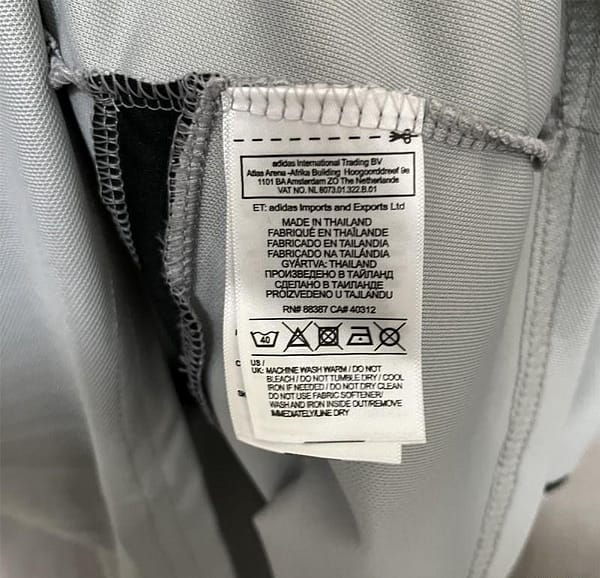 adidas International Trading BV
Atlas Arena -Afrika Building Hoogoorddreef 9e
1101 BA Amsterdam ZO The Netherlands
VAT NO. NL 8073.01.322.B.01
ET: adidas Imports and Exports Ltd
MADE IN THAILAND
FABRIQUÉ EN THAÏLANDE
FABRICADO EN TAILANDIA
FABRICADO NA TAILÂNDIA
GYÁRTVA: THAILAND
ПРОИЗВЕДЕНО В ТАЙЛАНД
СДЕЛАНО В ТАИЛАНДЕ
PROIZVEDENO U TAJLANDU
RN# 88387 CA# 40312
40
US /
UK: MACHINE WASH WARM / DO NOT
BLEACH / DO NOT TUMBLE DRY / COOL
IRON IF NEEDED / DO NOT DRY CLEAN
DO NOT USE FABRIC SOFTENER/
WASH AND IRON INSIDE OUT/REMOVE
IMMEDIATELY/LINE DRY